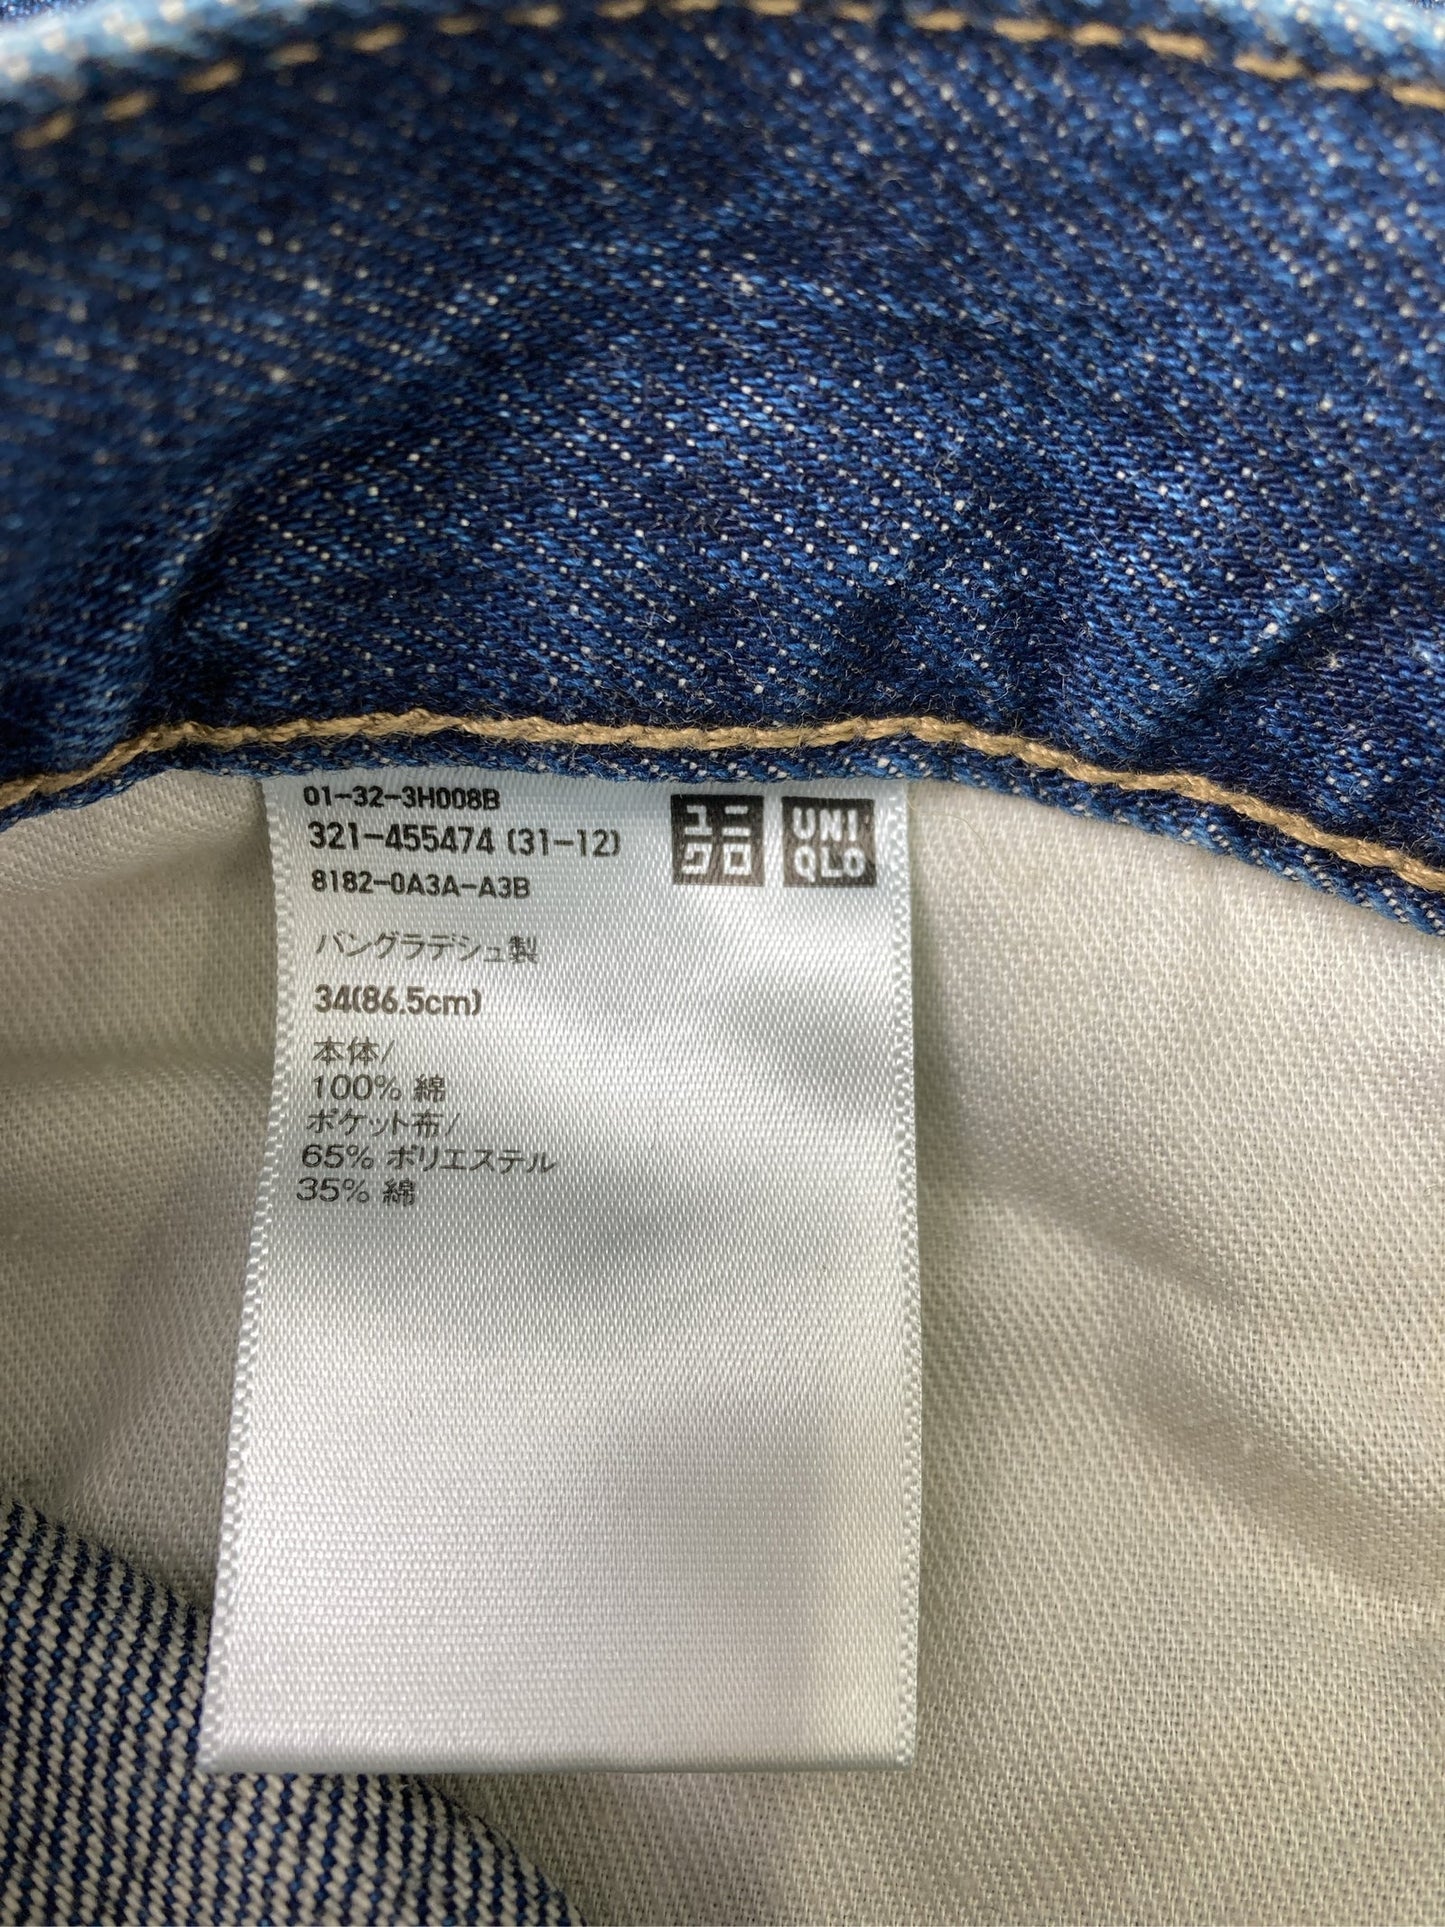 01-32-3H008B
321-455474 (31-12)
8182-0A3A-A3B
ユニ
クロ
UNI
QLO
バングラデシュ製
34(86.5cm)
本体/
100% 綿
ポケット布/
65% ポリエステル
35% 綿